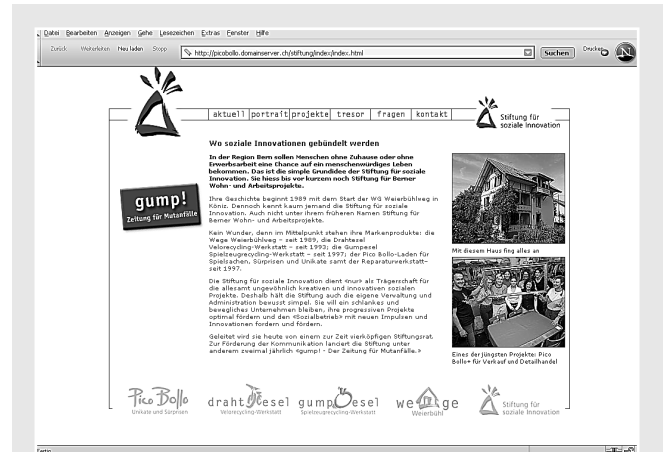 Datei Bearbeiten Anzeigen Gehe Lesezeichen Extras Fenster Hilfe
Zurück Weiterleiten Neu laden Stopp http://picobollo.domainserver.ch/stiftung/index/index.html Suchen Drucken
aktuell portrait projekte tresor fragen kontakt
Stiftung für
soziale Innovation
Wo soziale Innovationen gebündelt werden
In der Region Bern sollen Menschen ohne Zuhause oder ohne
Erwerbsarbeit eine Chance auf ein menschenwürdiges Leben
bekommen. Das ist die simple Grundidee der Stiftung für soziale
Innovation. Sie hiess bis vor kurzem noch Stiftung für Berner
Wohn- und Arbeitsprojekte.
gump!
Zeitung für Mutanfälle
Ihre Geschichte beginnt 1989 mit dem Start der WG Weierbühlweg in
Köniz. Dennoch kennt kaum jemand die Stiftung für soziale
Innovation. Auch nicht unter ihrem früheren Namen Stiftung für
Berner Wohn- und Arbeitsprojekte.
Kein Wunder, denn im Mittelpunkt stehen ihre Markenprodukte: die
Wege Weierbühlweg – seit 1989, die Drahtesel
Velorecycling-Werkstatt – seit 1993; die Gumpesel
Spielzeugrecycling-Werkstatt – seit 1997; der Pico Bollo-Laden für
Spielsachen, Sürprisen und Unikate samt der Reparaturwerkstatt–
seit 1997.
Die Stiftung für soziale Innovation dient «nur» als Trägerschaft für
die allesamt ungewöhnlich kreativen und innovativen sozialen
Projekte. Deshalb hält die Stiftung auch die eigene Verwaltung und
Administration bewusst simpel. Sie will ein schlankes und
bewegliches Unternehmen bleiben, ihre progressiven Projekte
optimal fördern und den «Sozialbetrieb» mit neuen Impulsen und
Innovationen fordern und fördern.
Geleitet wird sie heute von einem zur Zeit vierköpfigen Stiftungsrat.
Zur Förderung der Kommunikation lanciert die Stiftung unter
anderem zweimal jährlich «gump! - Der Zeitung für Mutanfälle.»
Mit diesem Haus fing alles an
Eines der jüngsten Projekte: Pico
Bollo+ für Verkauf und Detailhandel
Pico Bollo
Unikate und Sürprisen
drahtesel
Velorecycling-Werkstatt
gumpesel
Spielzeugrecycling-Werkstatt
wege
Weierbühl
Stiftung für
soziale Innovation
Fertig